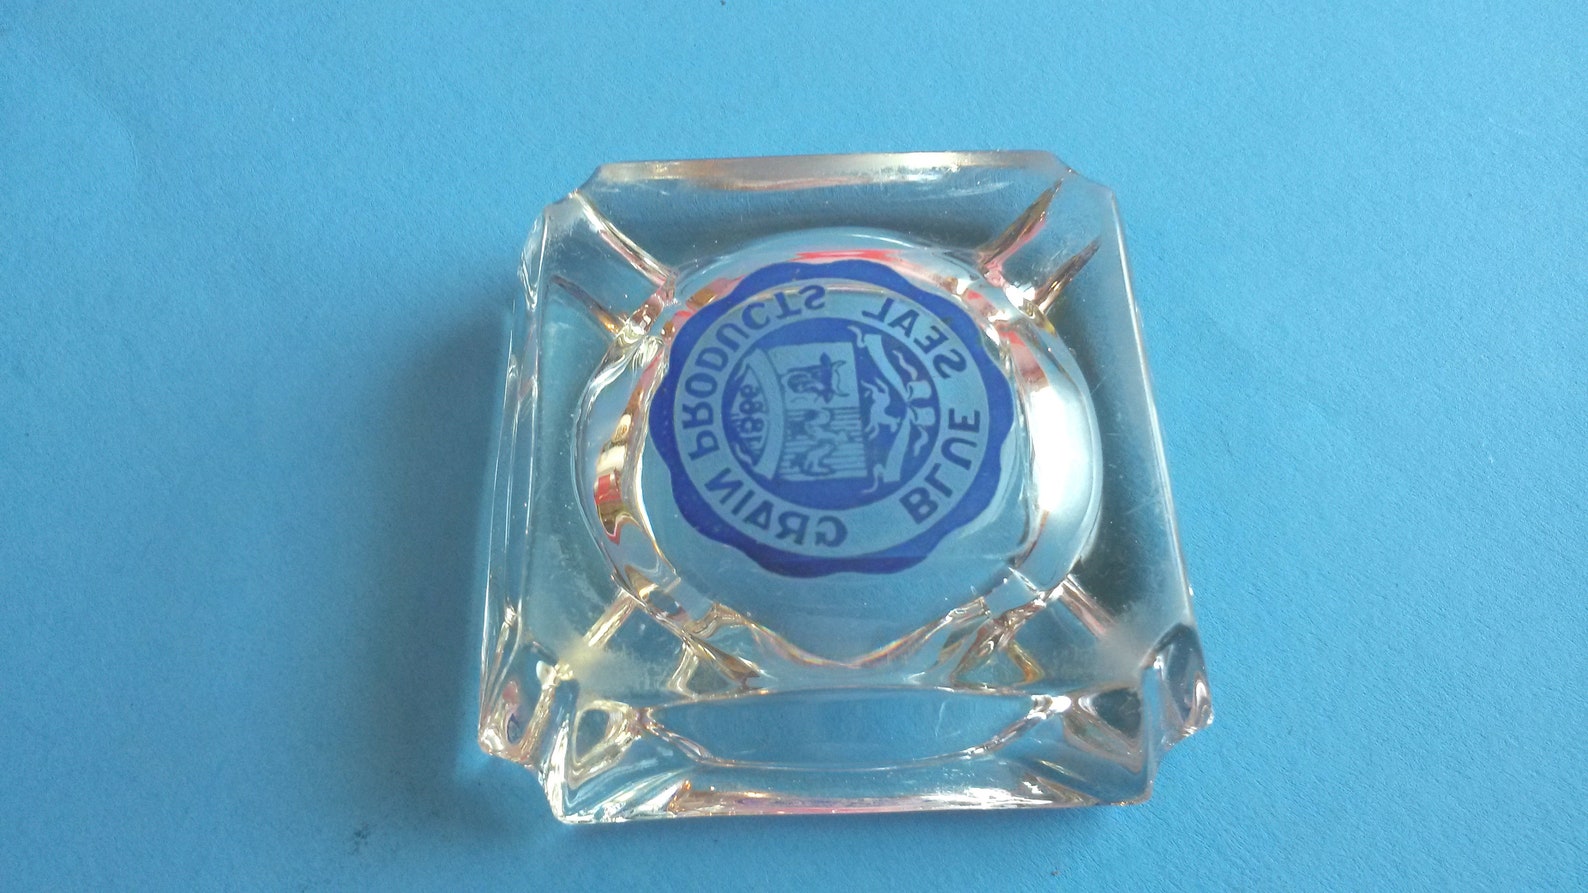 BLUE SEAL
GRAIN PRODUCTS